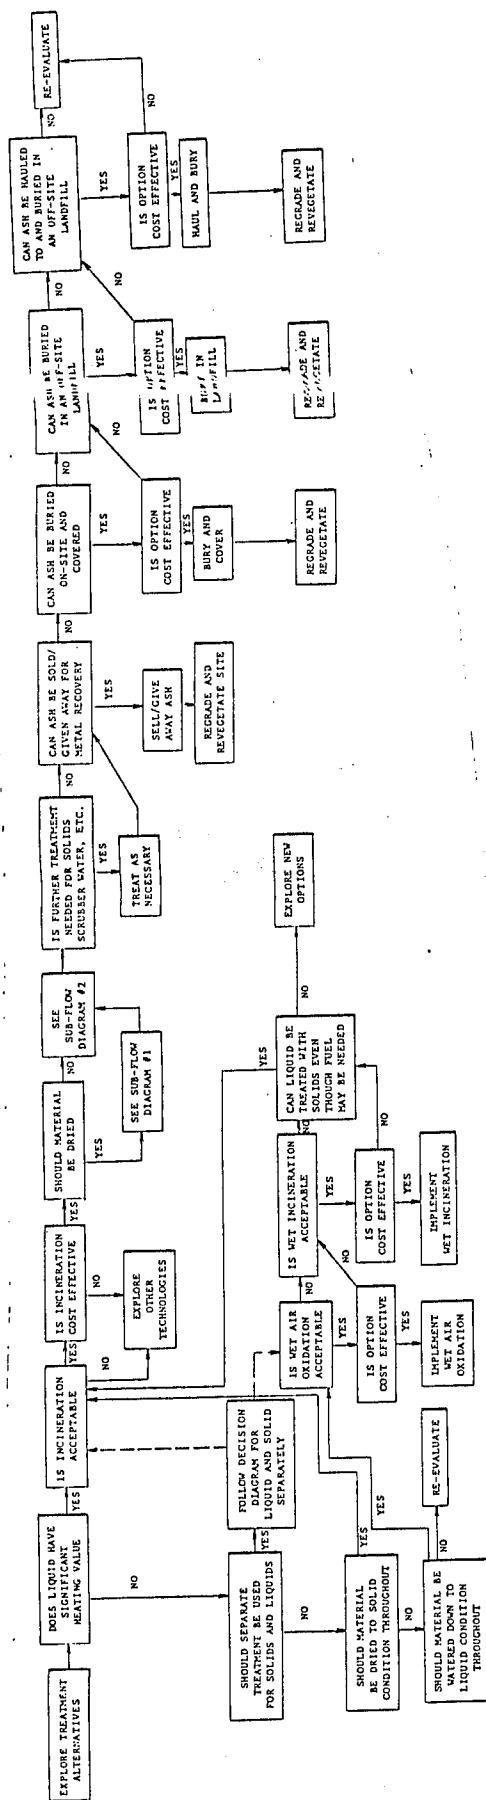 EXPLORE TREATMENT
ALTERNATIVES
DOES LIQUID HAVE
SIGNIFICANT
HEATING VALUE
YES
NO
IS INCINERATION
ACCEPTABLE
YES
NO
IS INCINERATION
COST EFFECTIVE
YES
NO
EXPLORE
OTHER
TECHNOLOGIES
SHOULD MATERIAL
BE DRIED
NO
YES
SEE SUB-FLOW
DIAGRAM #1
SEE
SUB-FLOW
DIAGRAM #2
IS FURTHER TREATMENT
NEEDED FOR SOLIDS
SCRUBBER WATER, ETC.
NO
YES
TREAT AS
NECESSARY
CAN ASH BE SOLD/
GIVEN AWAY FOR
METAL RECOVERY
NO
YES
SELL/GIVE
AWAY ASH
REGRADE AND
REVEGETATE SITE
CAN ASH BE BURIED
ON-SITE AND
COVERED
NO
YES
IS OPTION
COST EFFECTIVE
NO
YES
BURY AND
COVER
REGRADE AND
REVEGETATE
CAN ASH BE BURIED
IN AN OFF-SITE
LANDFILL
NO
YES
IS OPTION
COST EFFECTIVE
NO
YES
BURY IN
LANDFILL
REGRADE AND
REVEGETATE
CAN ASH BE HAULED
TO AND BURIED IN
AN OFF-SITE
LANDFILL
NO
YES
RE-EVALUATE
IS OPTION
COST EFFECTIVE
NO
YES
HAUL AND BURY
REGRADE AND
REVEGETATE
SHOULD SEPARATE
TREATMENT BE USED
FOR SOLIDS AND LIQUIDS
YES
NO
FOLLOW DECISION
DIAGRAM FOR
LIQUID AND SOLID
SEPARATELY
IS WET AIR
OXIDATION
ACCEPTABLE
NO
YES
IS OPTION
COST EFFECTIVE
NO
YES
IMPLEMENT
WET AIR
OXIDATION
IS WET INCINERATION
ACCEPTABLE
NO
YES
IS OPTION
COST EFFECTIVE
NO
YES
IMPLEMENT
WET INCINERATION
CAN LIQUID BE
TREATED WITH
SOLIDS EVEN
THOUGH FUEL
MAY BE NEEDED
YES
NO
EXPLORE NEW
OPTIONS
SHOULD MATERIAL
BE DRIED TO SOLID
CONDITION THROUGHOUT
YES
NO
SHOULD MATERIAL BE
WATERED DOWN TO
LIQUID CONDITION
THROUGHOUT
YES
NO
RE-EVALUATE